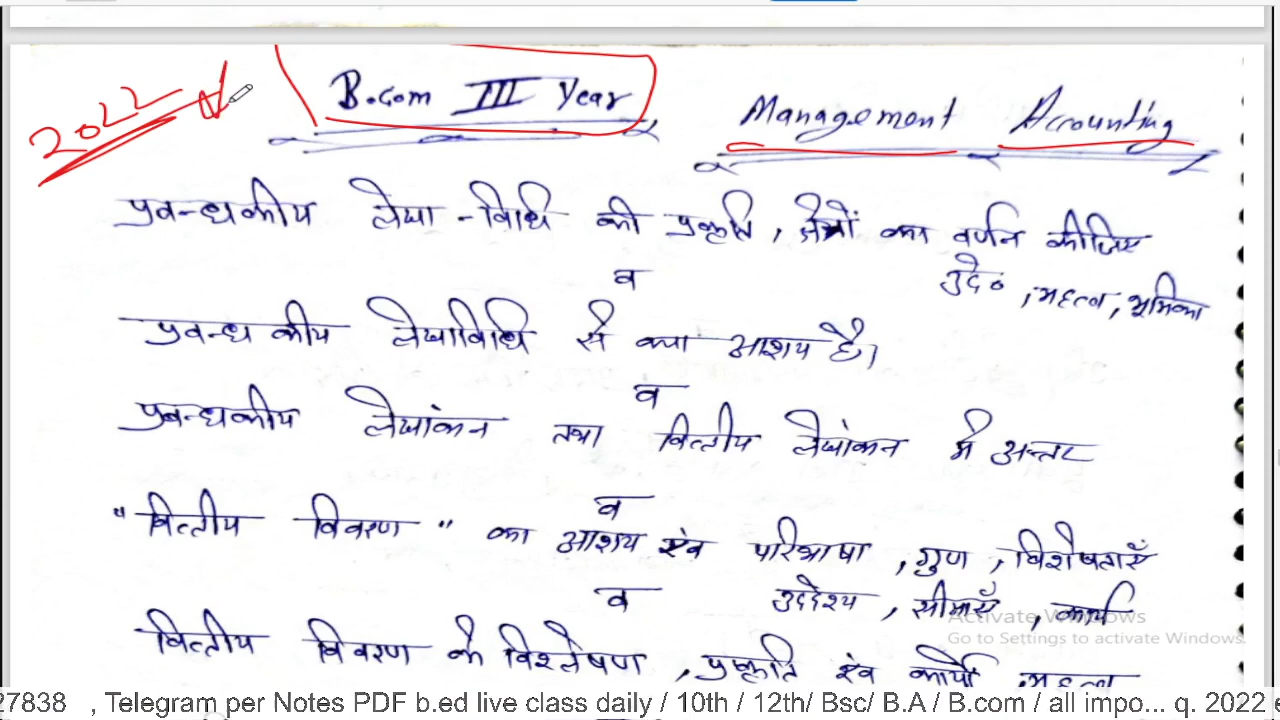 2022
B.com III Year
Management Accounting
प्रबन्धकीय लेखा-विधि की प्रकृति, क्षेत्रों का वर्णन कीजिए
व
उद्दे०, महत्व, भूमिका
प्रबन्धकीय लेखाविधि से क्या आशय है।
व
प्रबन्धकीय लेखांकन तथा वित्तीय लेखांकन में अन्तर
व
"वित्तीय विवरण" का आशय एंव परिभाषा, गुण, विशेषताएँ
व
उद्देश्य, सीमाएँ, कार्य
वित्तीय विवरण के विश्लेषण, प्रकृति एंव कार्यो महत्व
Activate Windows
Go to Settings to activate Windows.
27838 , Telegram per Notes PDF b.ed live class daily / 10th / 12th/ Bsc/ B.A / B.com / all impo... q. 2022